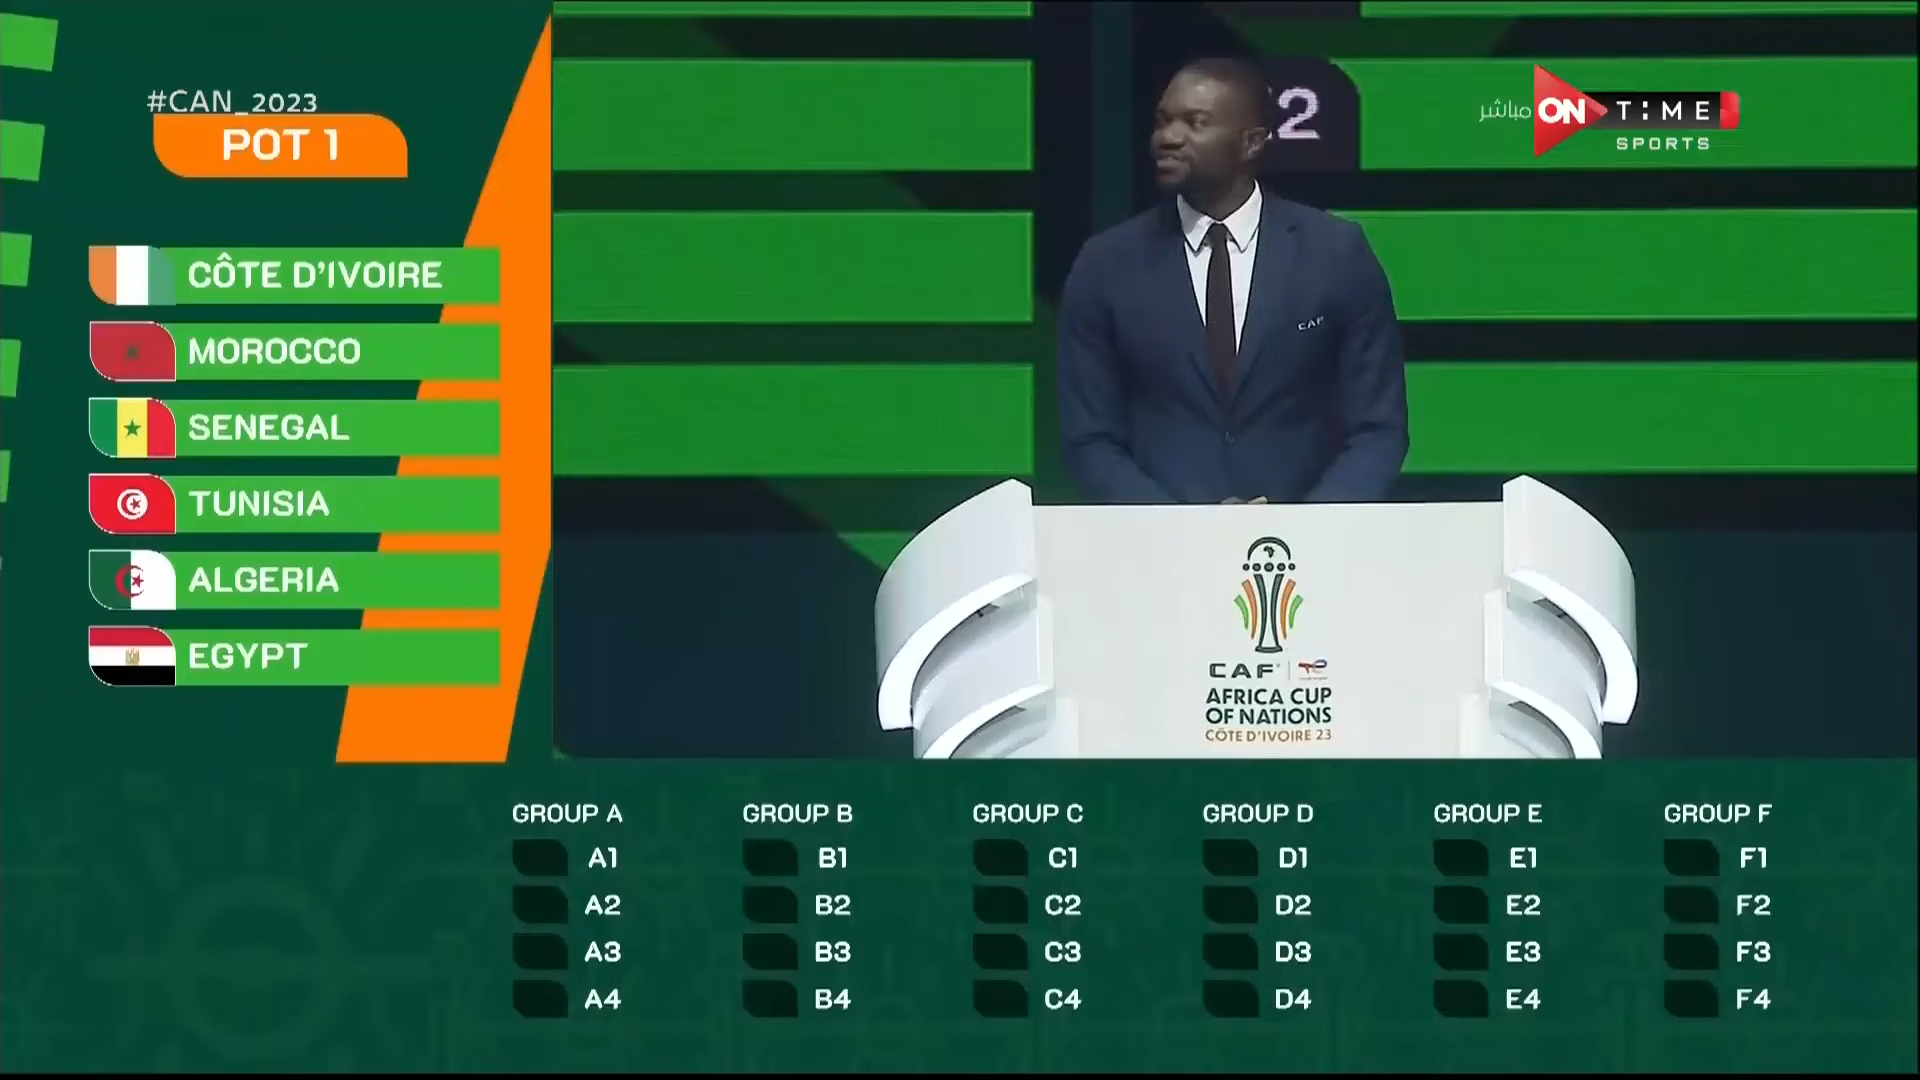 #CAN_2023
POT 1
CÔTE D'IVOIRE
MOROCCO
SENEGAL
TUNISIA
ALGERIA
EGYPT
2
مباشر
ON TIME
SPORTS
CAF
CAF
AFRICA CUP
OF NATIONS
CÔTE D'IVOIRE 23
GROUP A
A1
A2
A3
A4
GROUP B
B1
B2
B3
B4
GROUP C
C1
C2
C3
C4
GROUP D
D1
D2
D3
D4
GROUP E
E1
E2
E3
E4
GROUP F
F1
F2
F3
F4